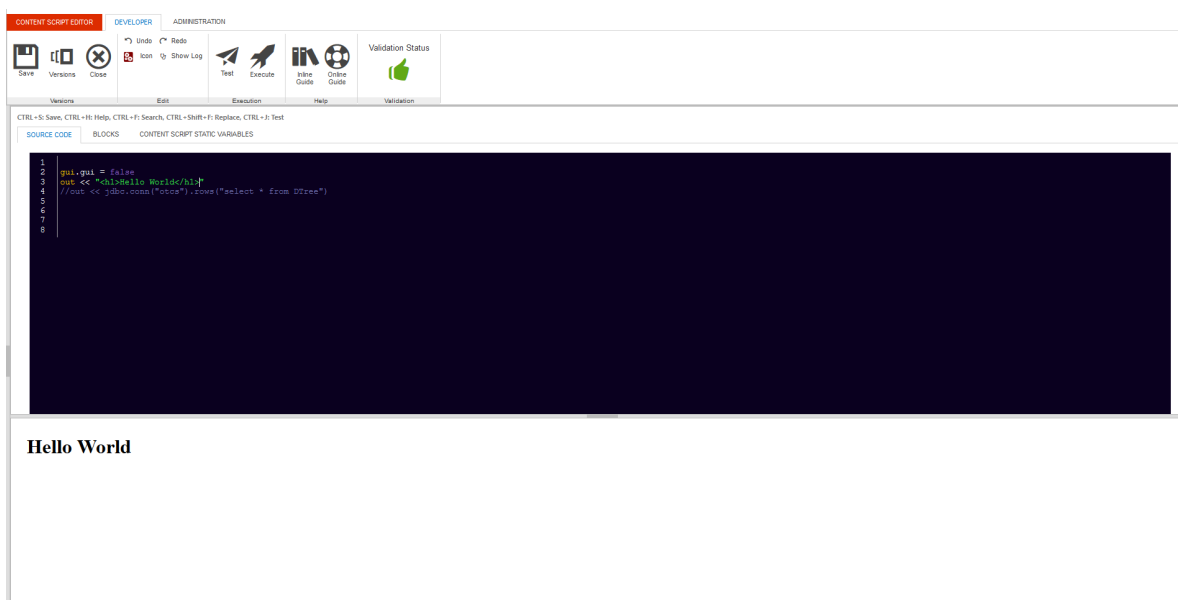 CONTENT SCRIPT EDITOR DEVELOPER ADMINISTRATION
Undo Redo
Icon Show Log
Save Versions Close
Test Execute
Inline Guide
Online Guide
Validation Status
Versions Edit Execution Help Validation
CTRL+S: Save, CTRL+H: Help, CTRL+F: Search, CTRL+Shift+F: Replace, CTRL+J: Test
SOURCE CODE BLOCKS CONTENT SCRIPT STATIC VARIABLES
1
2 gui.gui = false
3 out << "<h1>Hello World</h1>"
4 //out << jdbc.conn("otcs").rows("select * from DTree")
5
6
7
8
Hello World